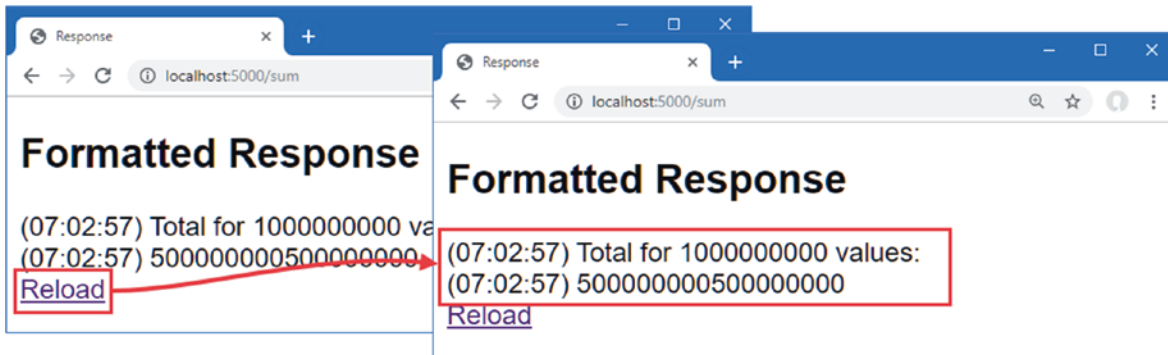 Response
localhost:5000/sum
Formatted Response
(07:02:57) Total for 1000000000 va
(07:02:57) 500000000500000000
Reload
Response
localhost:5000/sum
Formatted Response
(07:02:57) Total for 1000000000 values:
(07:02:57) 500000000500000000
Reload